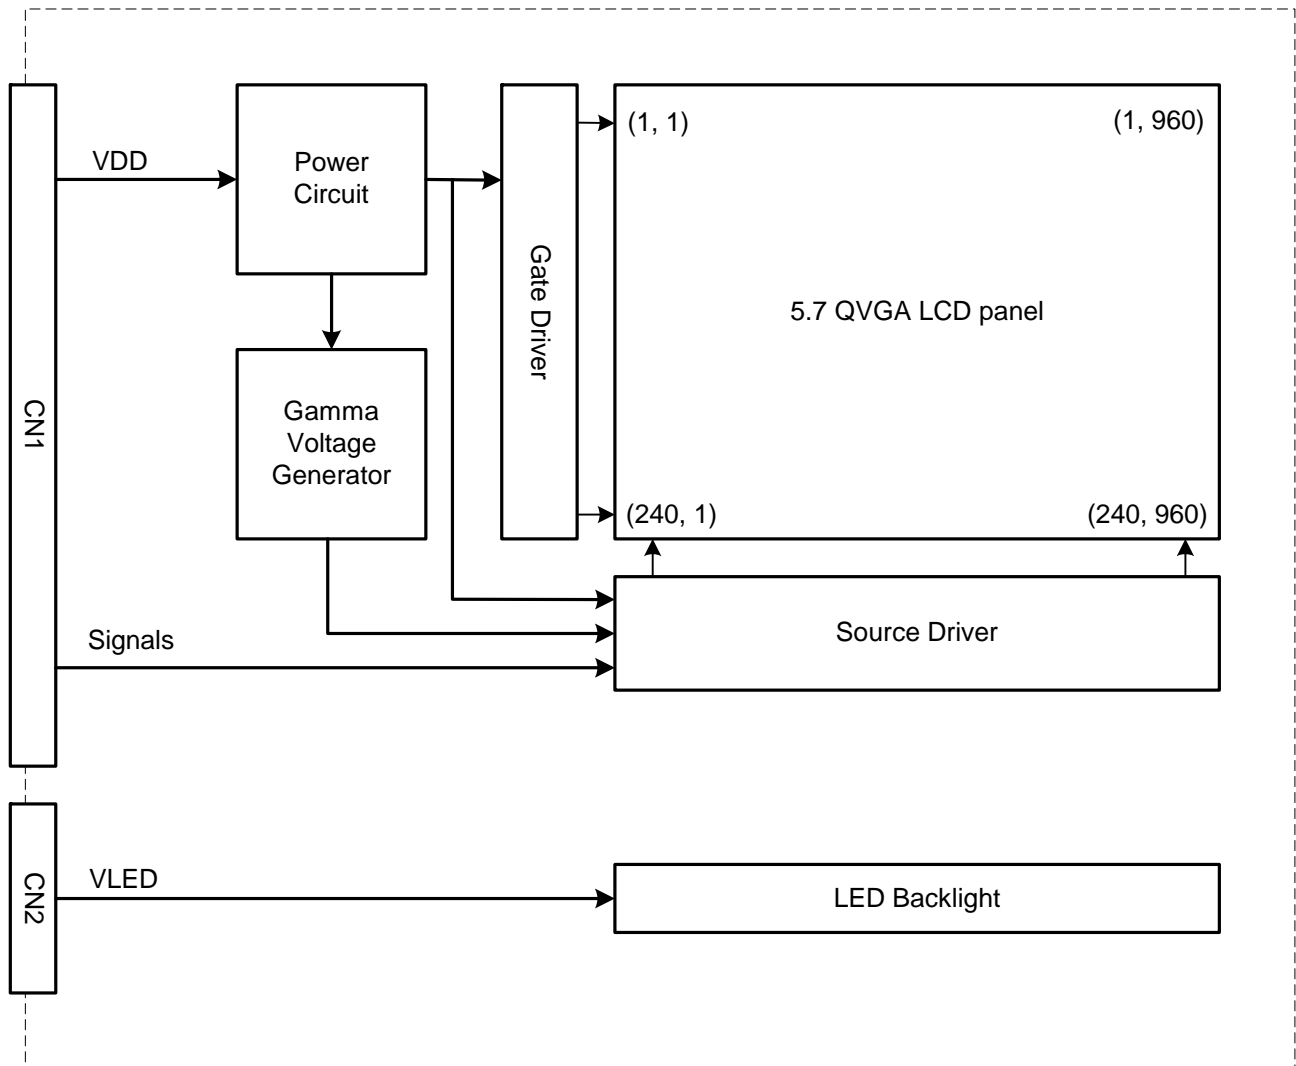 CN1
VDD
Power
Circuit
Gate Driver
(1, 1)
(1, 960)
5.7 QVGA LCD panel
(240, 1)
(240, 960)
Gamma
Voltage
Generator
Signals
Source Driver
CN2
VLED
LED Backlight